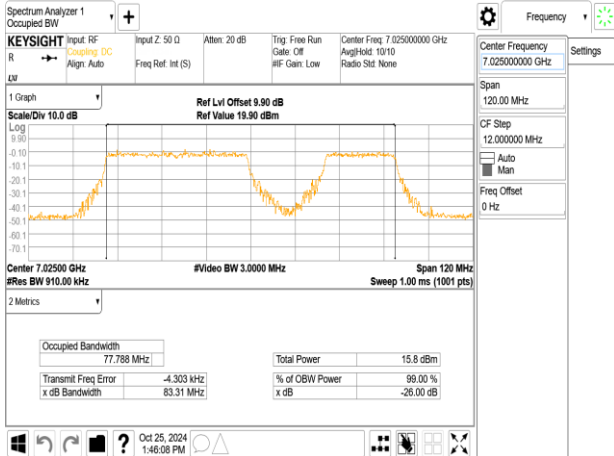 Spectrum Analyzer 1
Occupied BW
Frequency
KEYSIGHT
R
LXI
Input: RF
Coupling: DC
Align: Auto
Input Z: 50 Ω
Freq Ref: Int (S)
Atten: 20 dB
Trig: Free Run
Gate: Off
#IF Gain: Low
Center Freq: 7.025000000 GHz
Avg|Hold: 10/10
Radio Std: None
Center Frequency
7.025000000 GHz
Settings
Span
120.00 MHz
CF Step
12.000000 MHz
Auto
Man
Freq Offset
0 Hz
1 Graph
Scale/Div 10.0 dB
Ref Lvl Offset 9.90 dB
Ref Value 19.90 dBm
Log
9.90
-0.10
-10.1
-20.1
-30.1
-40.1
-50.1
-60.1
-70.1
Center 7.02500 GHz
#Video BW 3.0000 MHz
Span 120 MHz
#Res BW 910.00 kHz
Sweep 1.00 ms (1001 pts)
2 Metrics
Occupied Bandwidth
77.788 MHz
Total Power 15.8 dBm
Transmit Freq Error -4.303 kHz
% of OBW Power 99.00 %
x dB Bandwidth 83.31 MHz
x dB -26.00 dB
?
Oct 25, 2024
1:46:08 PM